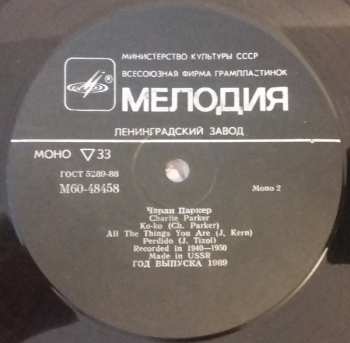 МИНИСТЕРСТВО КУЛЬТУРЫ СССР
ВСЕСОЮЗНАЯ ФИРМА ГРАМПЛАСТИНОК
МЕЛОДИЯ
ЛЕНИНГРАДСКИЙ ЗАВОД
МОНО 33
ГОСТ 5289-88
М60-48458
Моно 2
Чарли Паркер
Charlie Parker
Ko-ko (Ch. Parker)
All The Things You Are (J. Kern)
Perdido (J. Tizol)
Recorded in 1940—1950
Made in USSR
ГОД ВЫПУСКА 1989